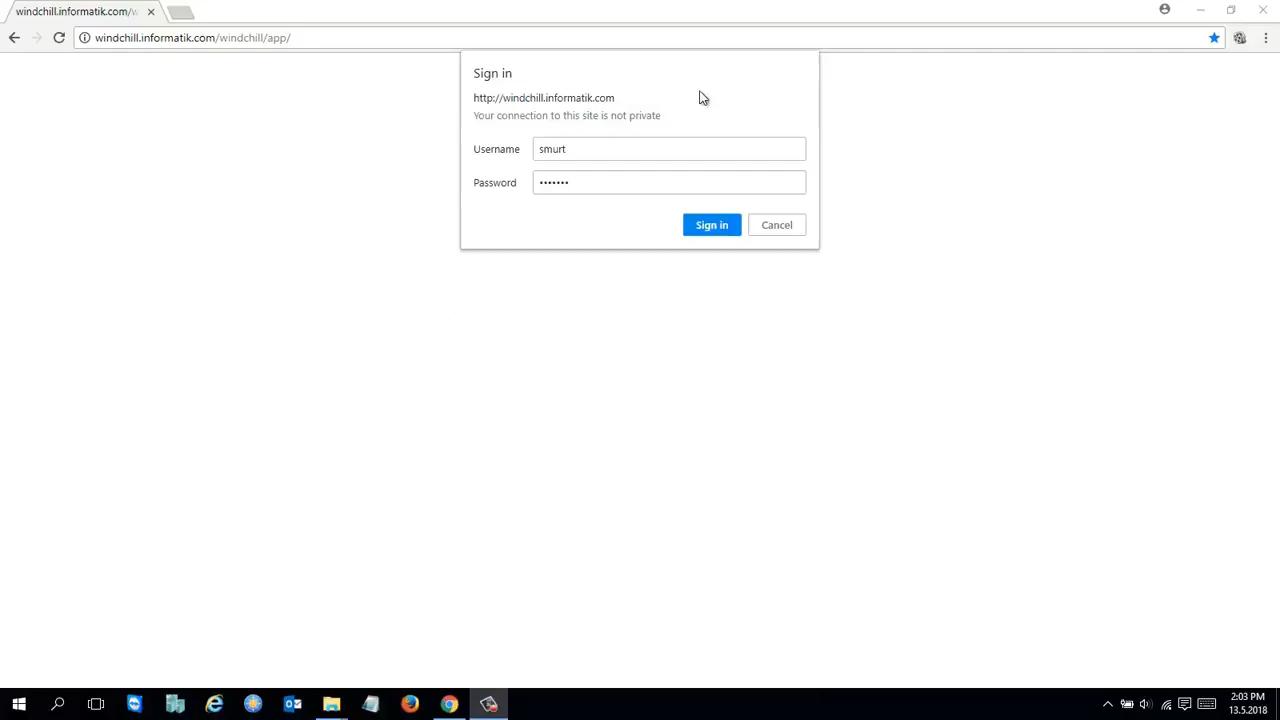 windchill.informatik.com/w
windchill.informatik.com/windchill/app/
Sign in
http://windchill.informatik.com
Your connection to this site is not private
Username
smurt
Password
•••••••
Sign in
Cancel
2:03 PM
13.5.2018